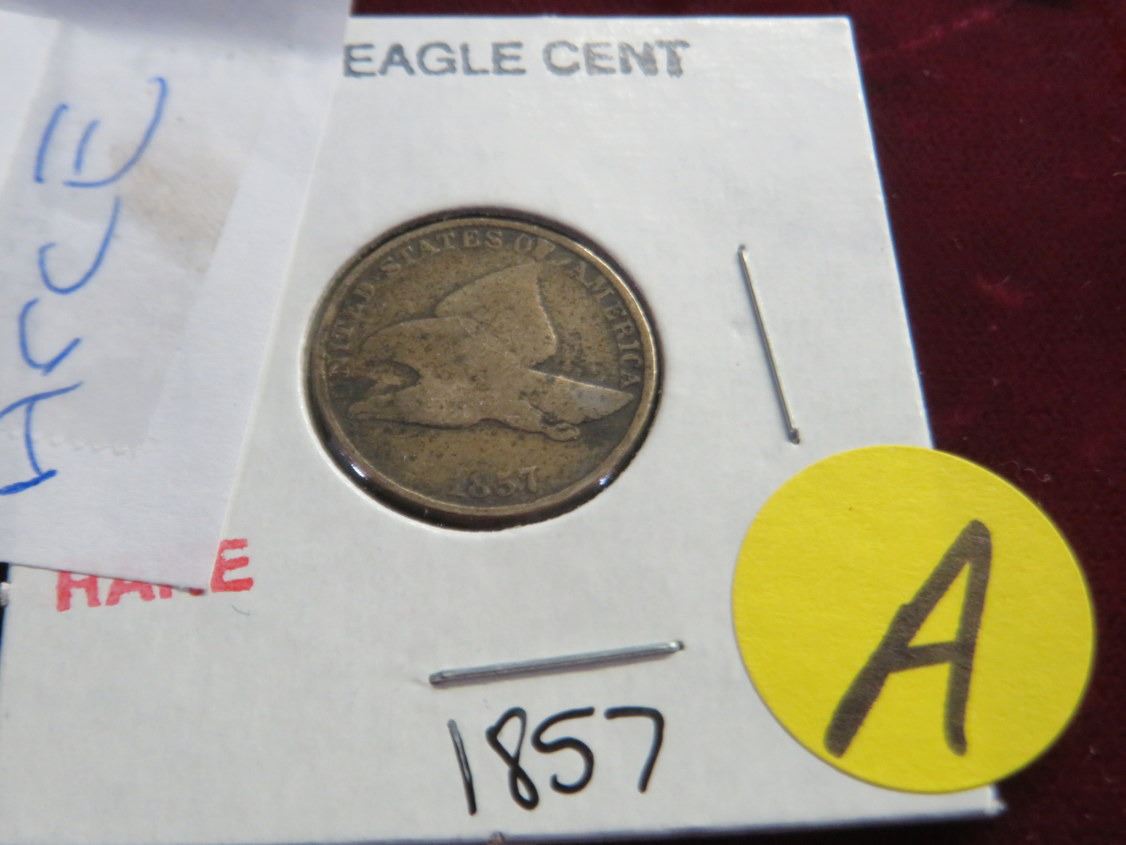 EAGLE CENT
UNITED STATES OF AMERICA
1857
1857
A